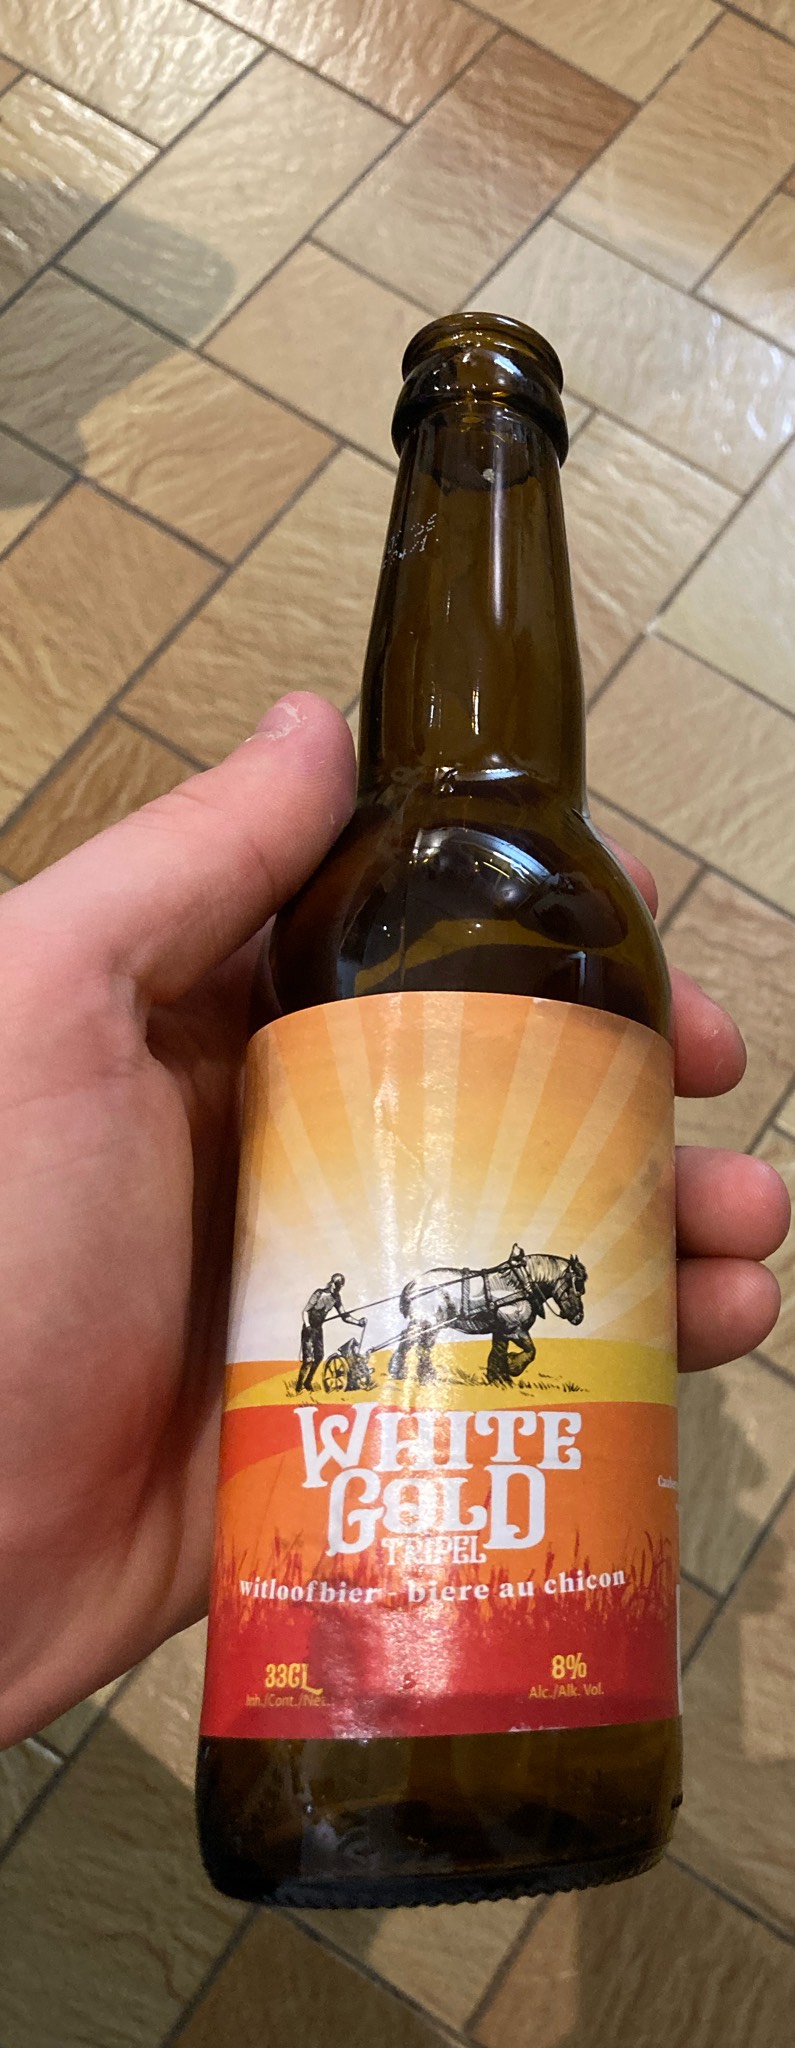 WHITE
GOLD
TRIPEL
witloofbier - biere au chicon
33CL
Inh./Cont./Net.
8%
Alc./Alk. Vol.